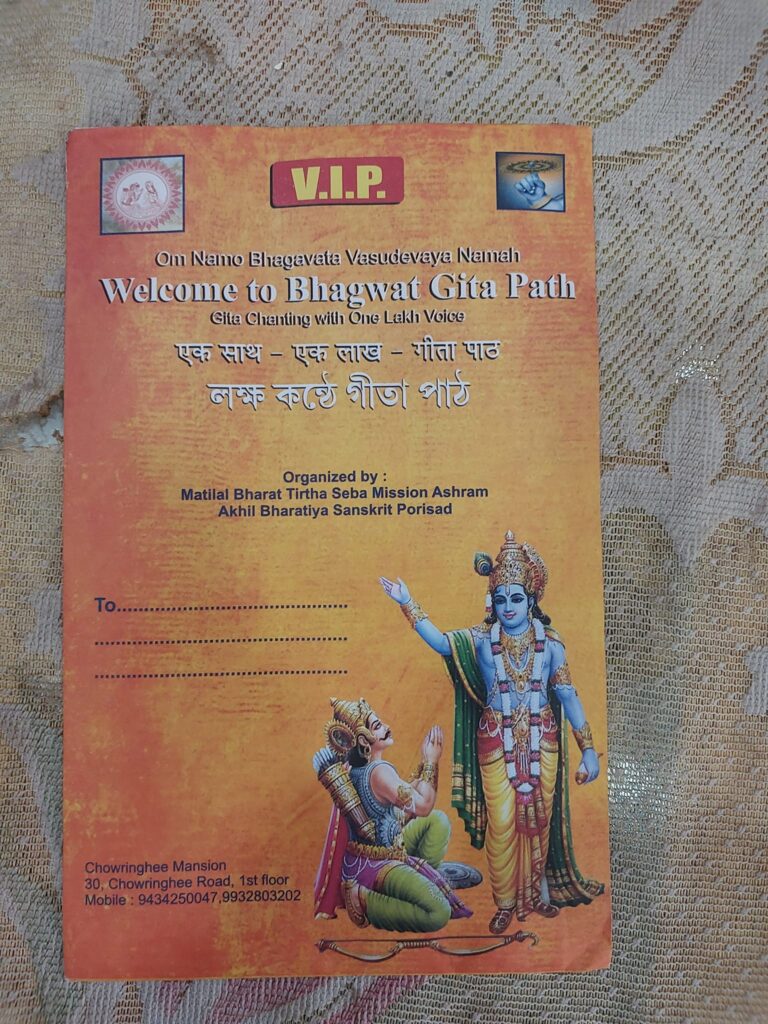 V.I.P.
Om Namo Bhagavata Vasudevaya Namah
Welcome to Bhagwat Gita Path
Gita Chanting with One Lakh Voice
एक साथ – एक लाख – गीता पाठ
লক্ষ কন্ঠে গীতা পাঠ
Organized by :
Matilal Bharat Tirtha Seba Mission Ashram
Akhil Bharatiya Sanskrit Porisad
To........................................
............................................
............................................
Chowringhee Mansion
30, Chowringhee Road, 1st floor
Mobile : 9434250047,9932803202